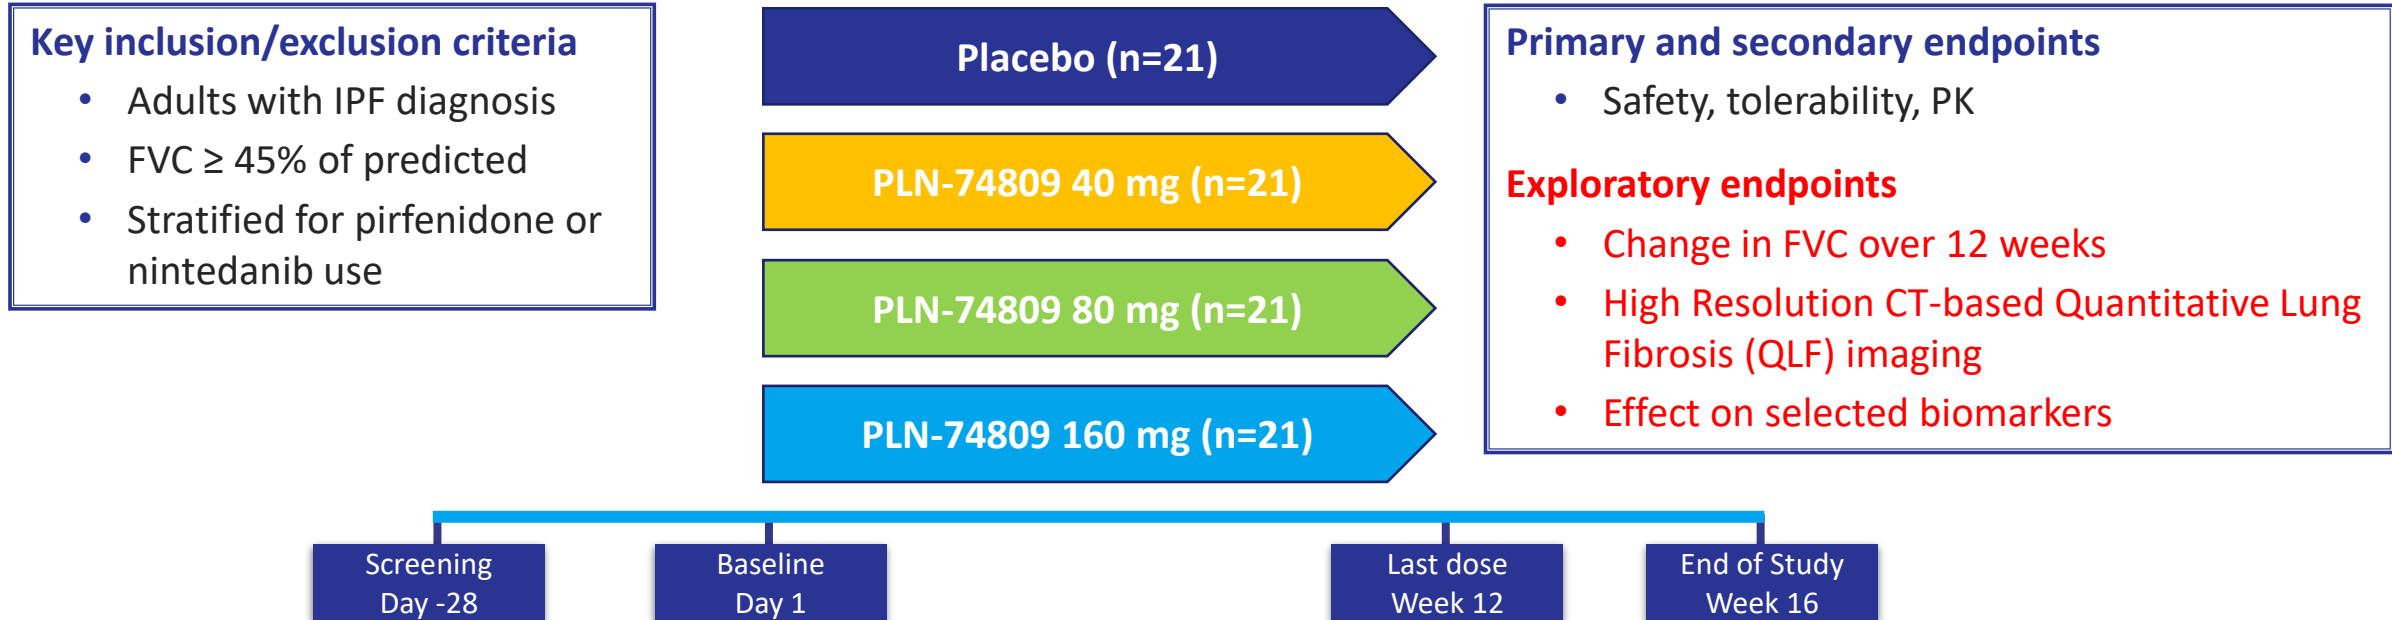 Key inclusion/exclusion criteria
• Adults with IPF diagnosis
• FVC ≥ 45% of predicted
• Stratified for pirfenidone or
nintedanib use
Placebo (n=21)
PLN-74809 40 mg (n=21)
PLN-74809 80 mg (n=21)
PLN-74809 160 mg (n=21)
Primary and secondary endpoints
• Safety, tolerability, PK
Exploratory endpoints
• Change in FVC over 12 weeks
• High Resolution CT-based Quantitative Lung
Fibrosis (QLF) imaging
• Effect on selected biomarkers
Screening
Day -28
Baseline
Day 1
Last dose
Week 12
End of Study
Week 16